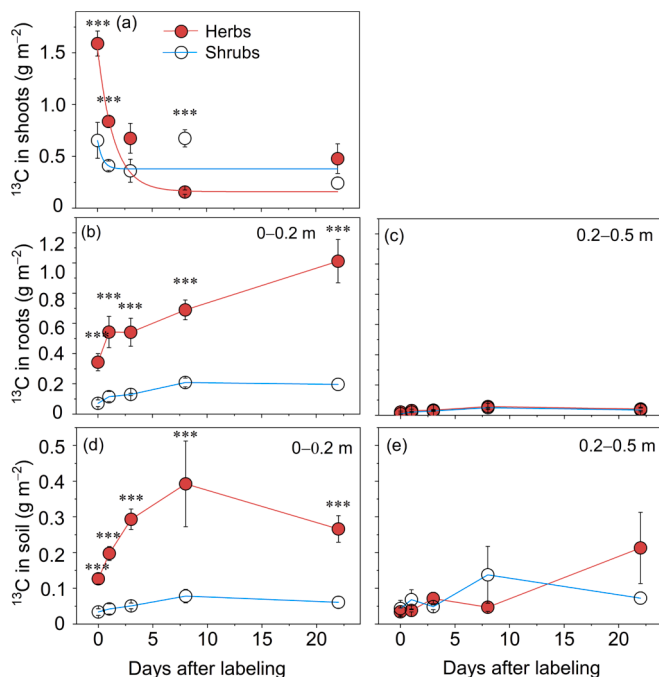 (a)
***
Herbs
Shrubs
***
***
¹³C in shoots (g m⁻²)
1.5
1.0
0.5
0.0
(b)
0–0.2 m
***
***
***
***
***
¹³C in roots (g m⁻²)
1.2
1.0
0.8
0.6
0.4
0.2
0
(c)
0.2–0.5 m
(d)
0–0.2 m
***
***
***
***
***
¹³C in soil (g m⁻²)
0.5
0.4
0.3
0.2
0.1
0
0 5 10 15 20
Days after labeling
(e)
0.2–0.5 m
0 5 10 15 20
Days after labeling